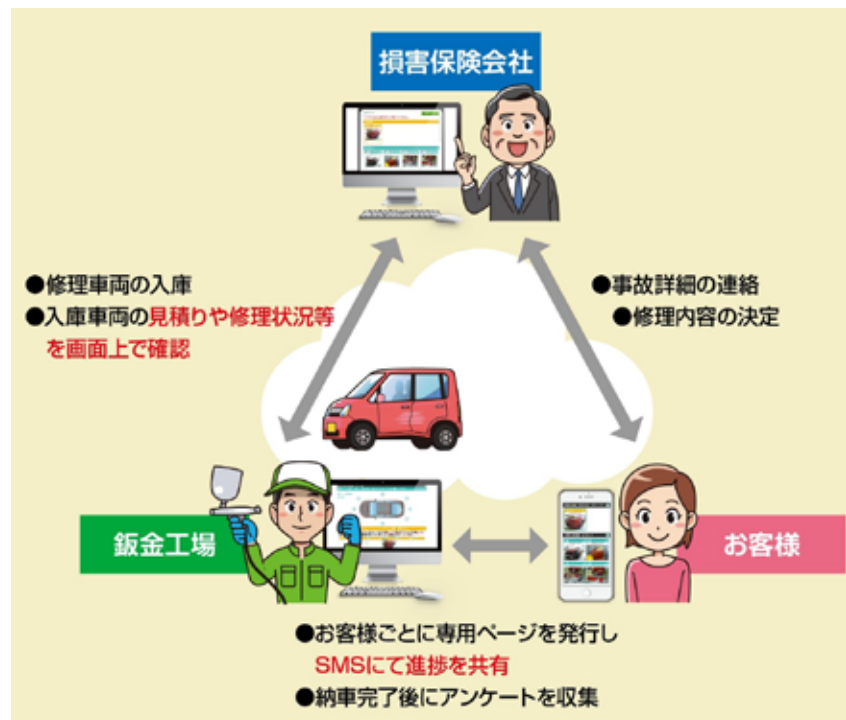 損害保険会社
●修理車両の入庫
●入庫車両の見積りや修理状況等
を画面上で確認
●事故詳細の連絡
●修理内容の決定
鈑金工場
お客様
●お客様ごとに専用ページを発行し
SMSにて進捗を共有
●納車完了後にアンケートを収集